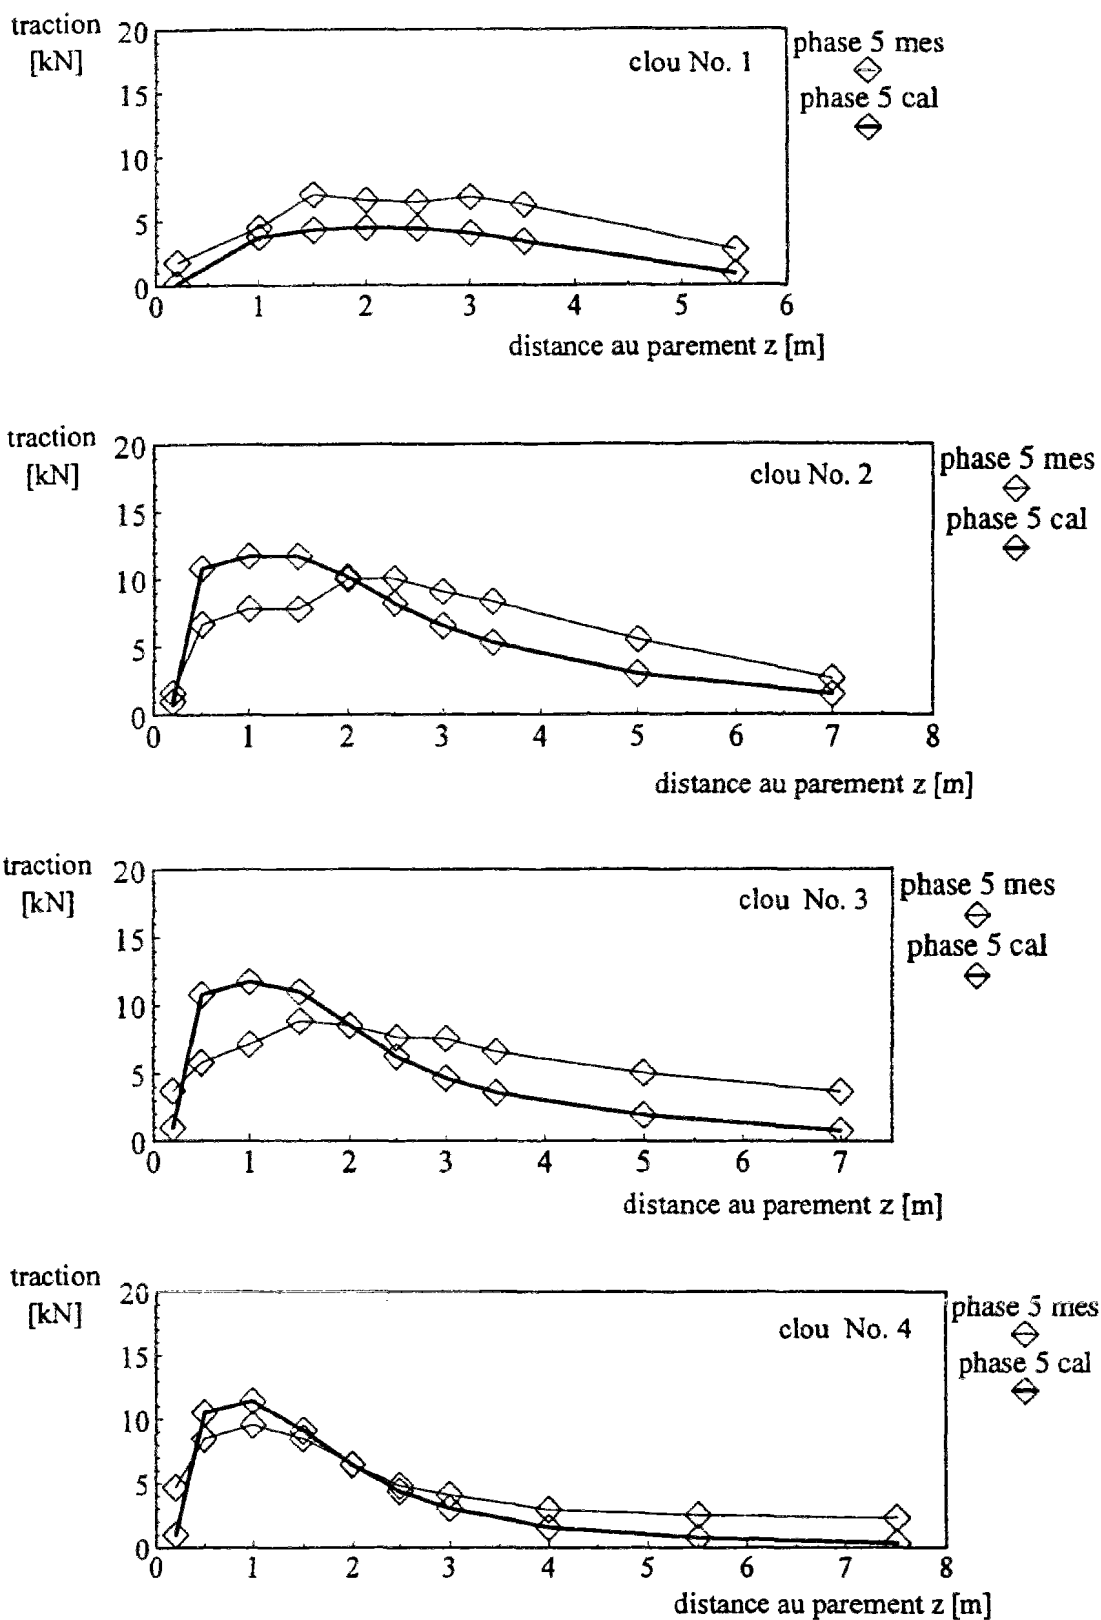 traction
[kN]
20
15
10
5
0
clou No. 1
phase 5 mes
phase 5 cal
0 1 2 3 4 5 6
distance au parement z [m]
traction
[kN]
20
15
10
5
0
clou No. 2
phase 5 mes
phase 5 cal
0 1 2 3 4 5 6 7 8
distance au parement z [m]
traction
[kN]
20
15
10
5
0
clou No. 3
phase 5 mes
phase 5 cal
0 1 2 3 4 5 6 7
distance au parement z [m]
traction
[kN]
20
15
10
5
0
clou No. 4
phase 5 mes
phase 5 cal
0 1 2 3 4 5 6 7 8
distance au parement z [m]